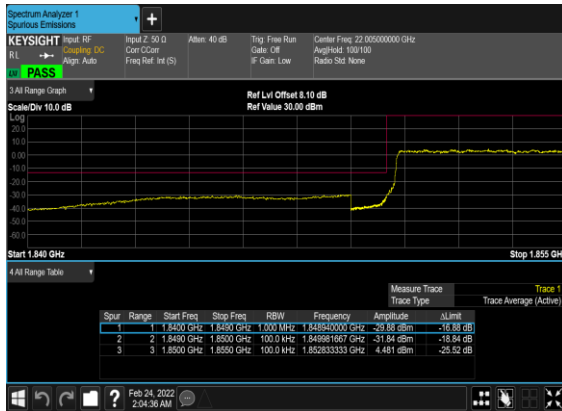 Spectrum Analyzer 1
Spurious Emissions
+
KEYSIGHT Input: RF Input Z: 50 Ω Atten: 40 dB Trig: Free Run Center Freq: 22.005000000 GHz
RL Coupling: DC Corr CCorr Gate: Off Avg|Hold: 100/100
Align: Auto Freq Ref: Int (S) IF Gain: Low Radio Std: None
PASS
3 All Range Graph
Ref Lvl Offset 8.10 dB
Scale/Div 10.0 dB Ref Value 30.00 dBm
Log
20.0
10.0
0.00
-10.0
-20.0
-30.0
-40.0
-50.0
-60.0
Start 1.840 GHz Stop 1.855 GH
4 All Range Table
Measure Trace Trace 1
Trace Type Trace Average (Active)
Spur Range Start Freq Stop Freq RBW Frequency Amplitude ΔLimit
1 1 1.8400 GHz 1.8490 GHz 1.000 MHz 1.848940000 GHz -29.88 dBm -16.88 dB
2 2 1.8490 GHz 1.8500 GHz 100.0 kHz 1.849981667 GHz -31.84 dBm -18.84 dB
3 3 1.8500 GHz 1.8550 GHz 100.0 kHz 1.852833333 GHz 4.481 dBm -25.52 dB
? Feb 24, 2022
2:04:36 AM